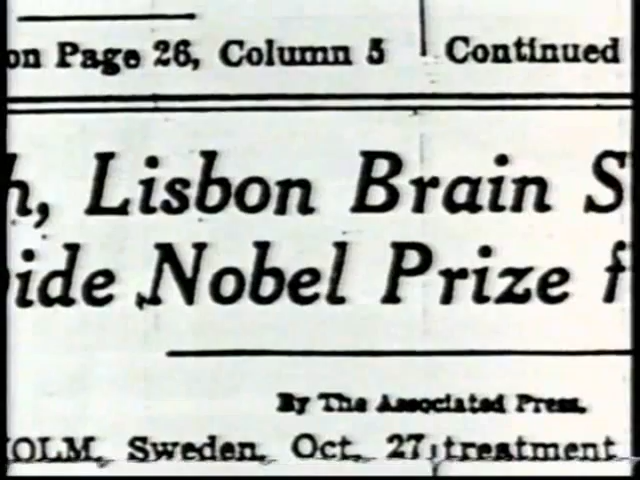 on Page 26, Column 5
Continued
h, Lisbon Brain S
ide Nobel Prize f
By The Associated Press.
OLM, Sweden, Oct. 27, treatment